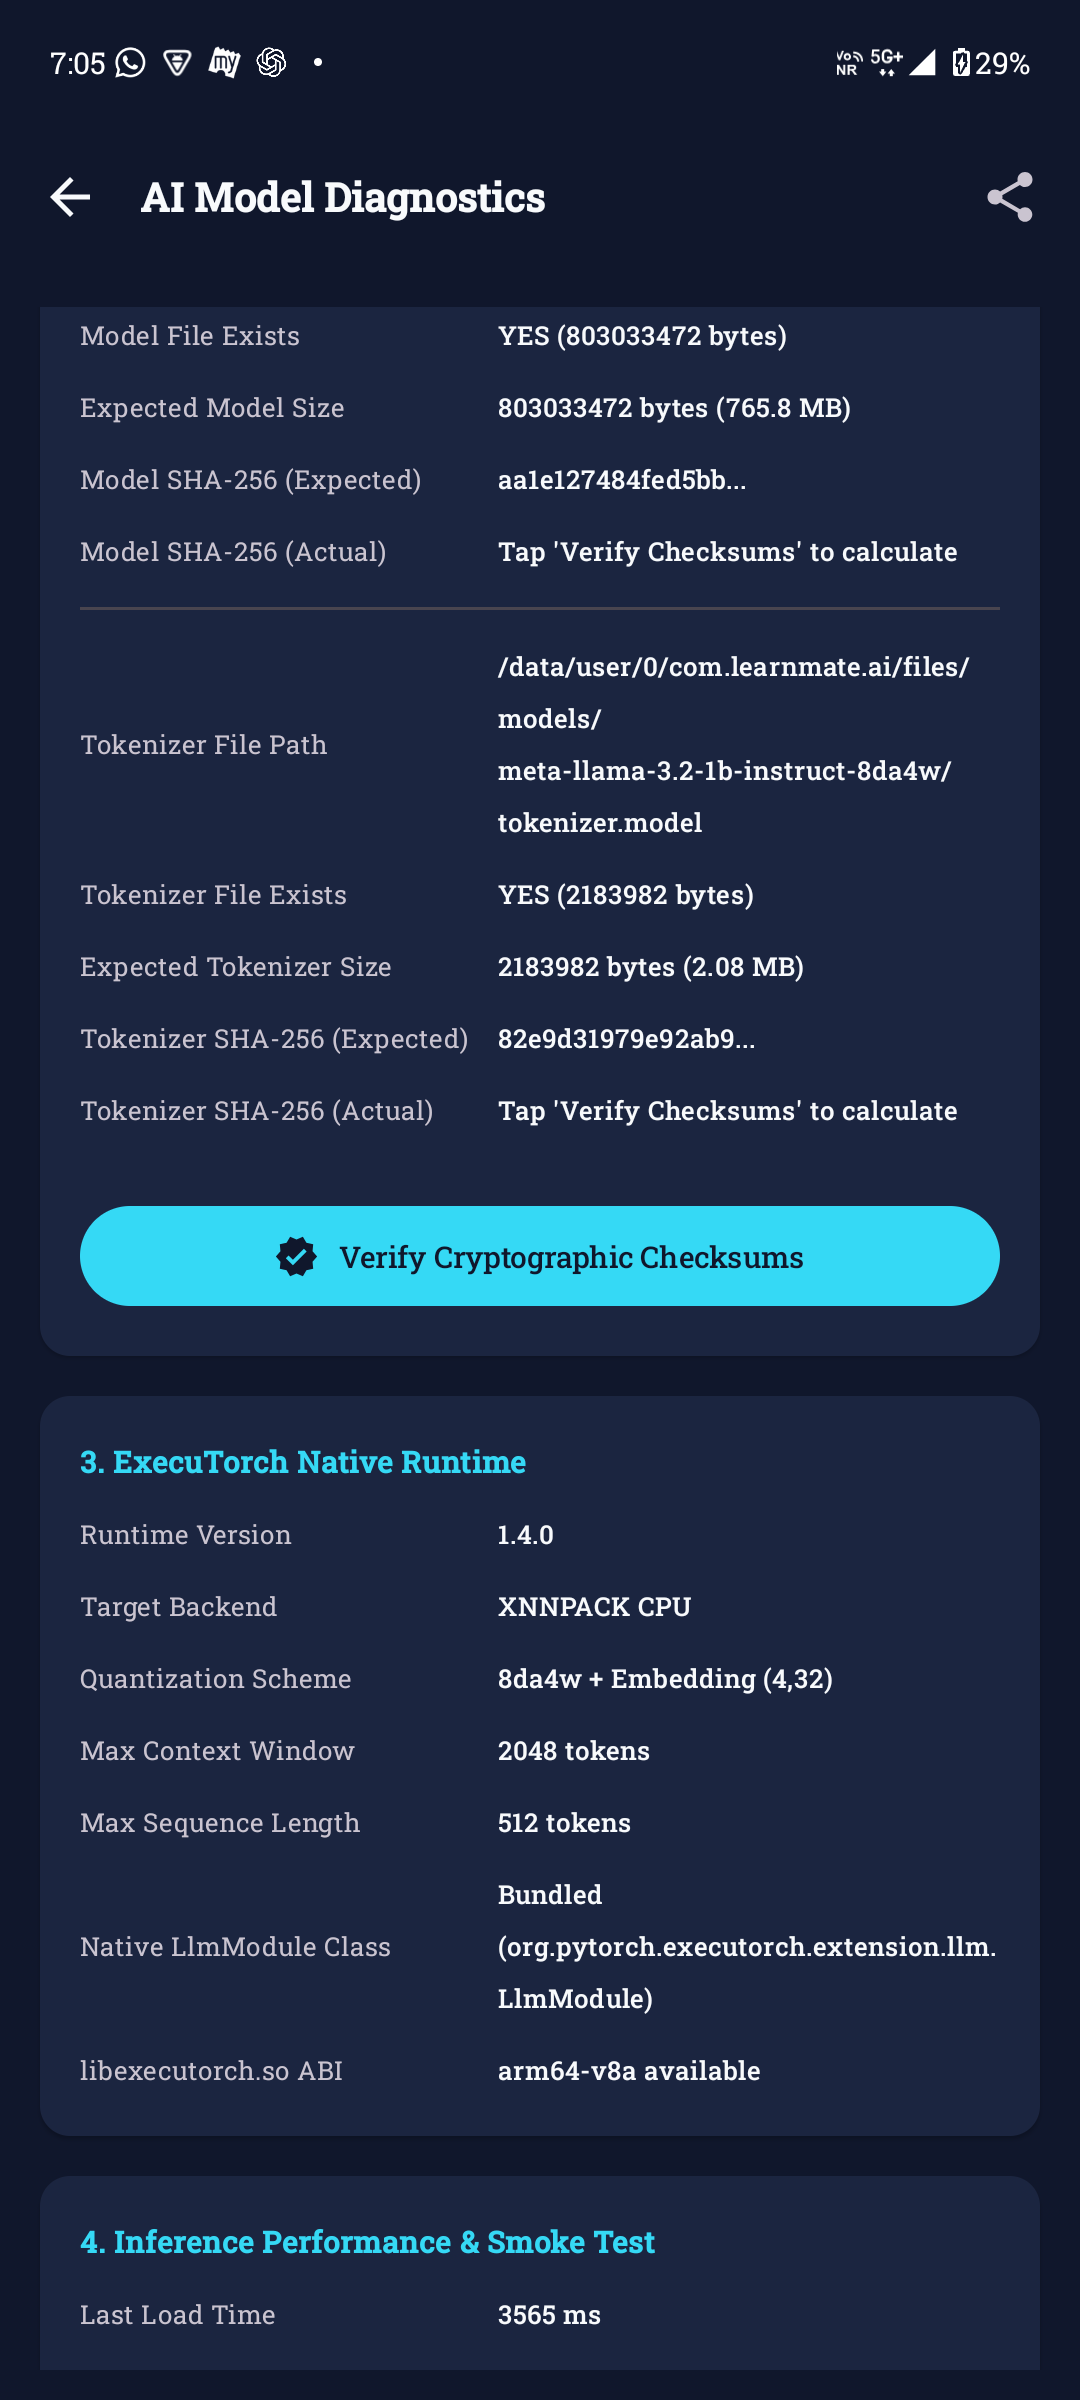 7:05
my
Vo NR 5G+ 29%
AI Model Diagnostics
Model File Exists YES (803033472 bytes)
Expected Model Size 803033472 bytes (765.8 MB)
Model SHA-256 (Expected) aa1e127484fed5bb...
Model SHA-256 (Actual) Tap 'Verify Checksums' to calculate
Tokenizer File Path
/data/user/0/com.learnmate.ai/files/
models/
meta-llama-3.2-1b-instruct-8da4w/
tokenizer.model
Tokenizer File Exists YES (2183982 bytes)
Expected Tokenizer Size 2183982 bytes (2.08 MB)
Tokenizer SHA-256 (Expected) 82e9d31979e92ab9...
Tokenizer SHA-256 (Actual) Tap 'Verify Checksums' to calculate
Verify Cryptographic Checksums
3. ExecuTorch Native Runtime
Runtime Version 1.4.0
Target Backend XNNPACK CPU
Quantization Scheme 8da4w + Embedding (4,32)
Max Context Window 2048 tokens
Max Sequence Length 512 tokens
Native LlmModule Class
Bundled
(org.pytorch.executorch.extension.llm.
LlmModule)
libexecutorch.so ABI arm64-v8a available
4. Inference Performance & Smoke Test
Last Load Time 3565 ms